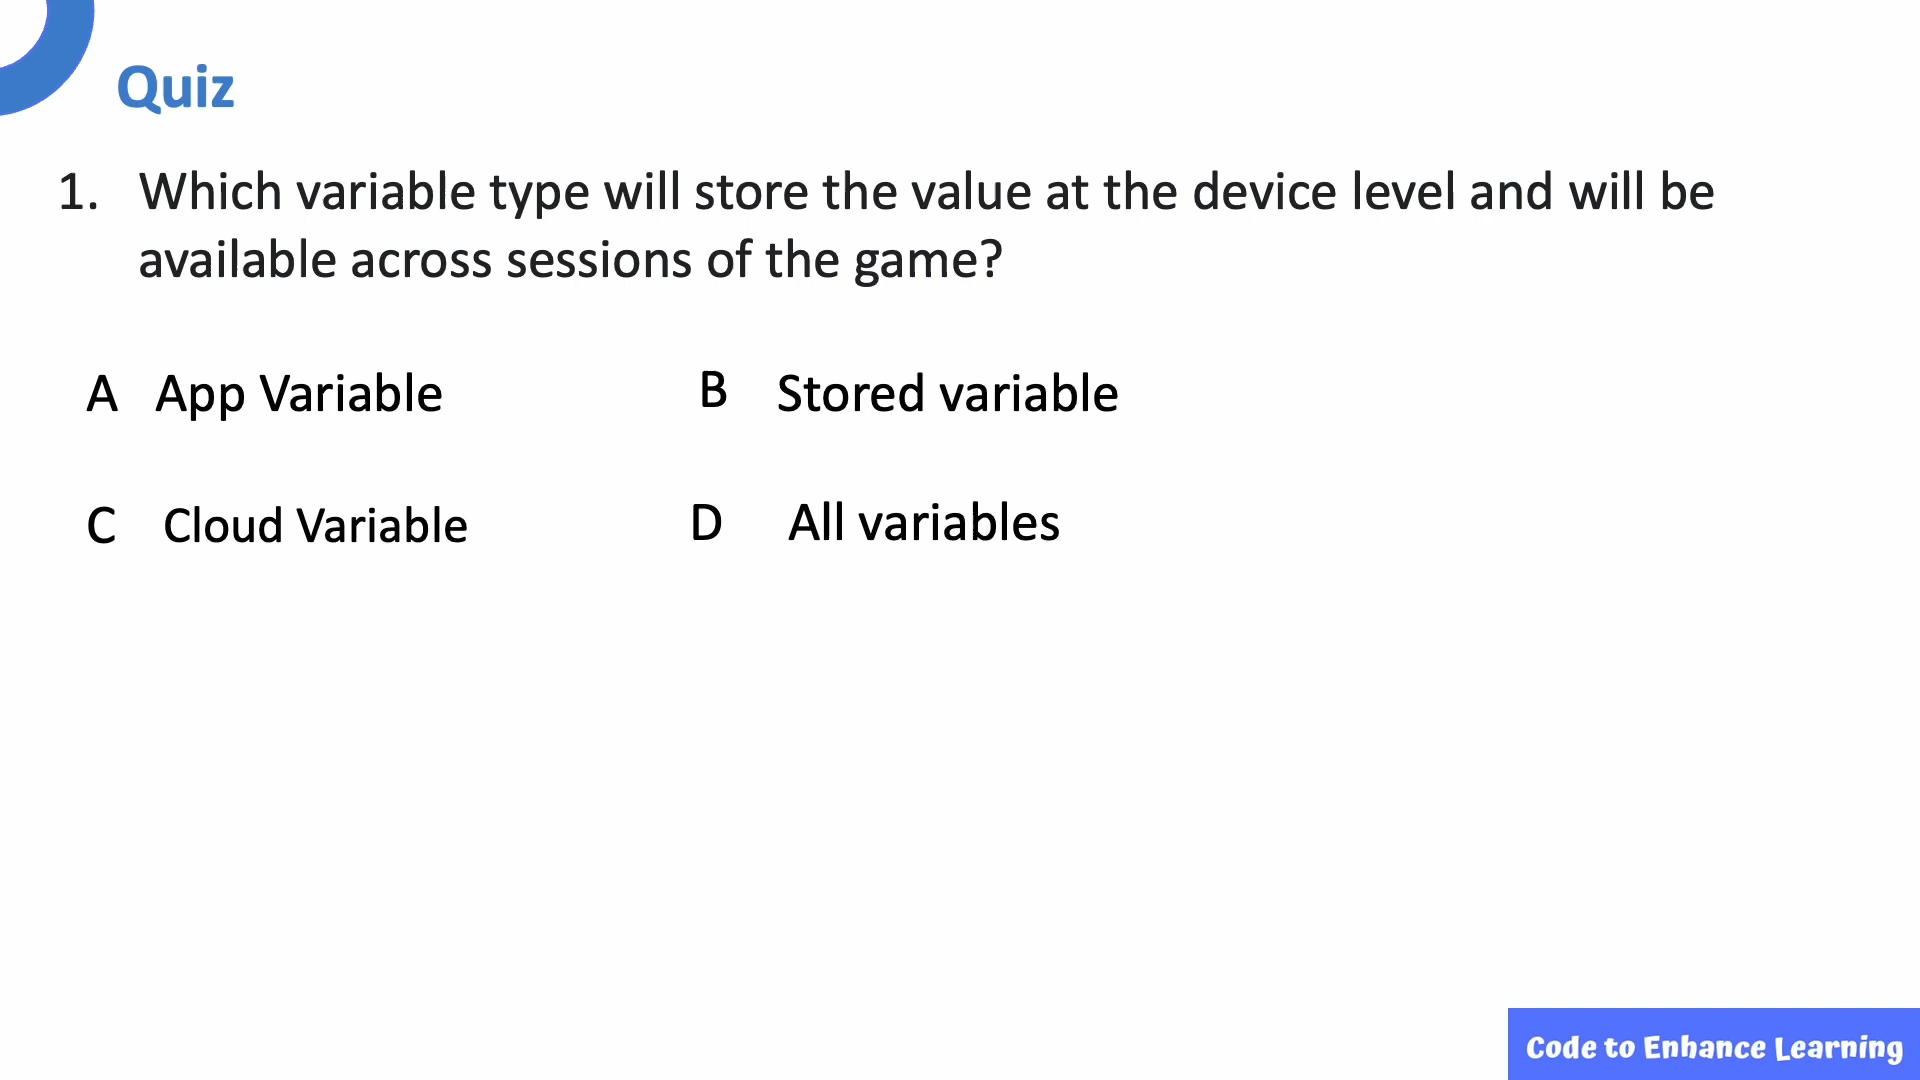 Quiz
1. Which variable type will store the value at the device level and will be
available across sessions of the game?
A App Variable
B Stored variable
C Cloud Variable
D All variables
Code to Enhance Learning